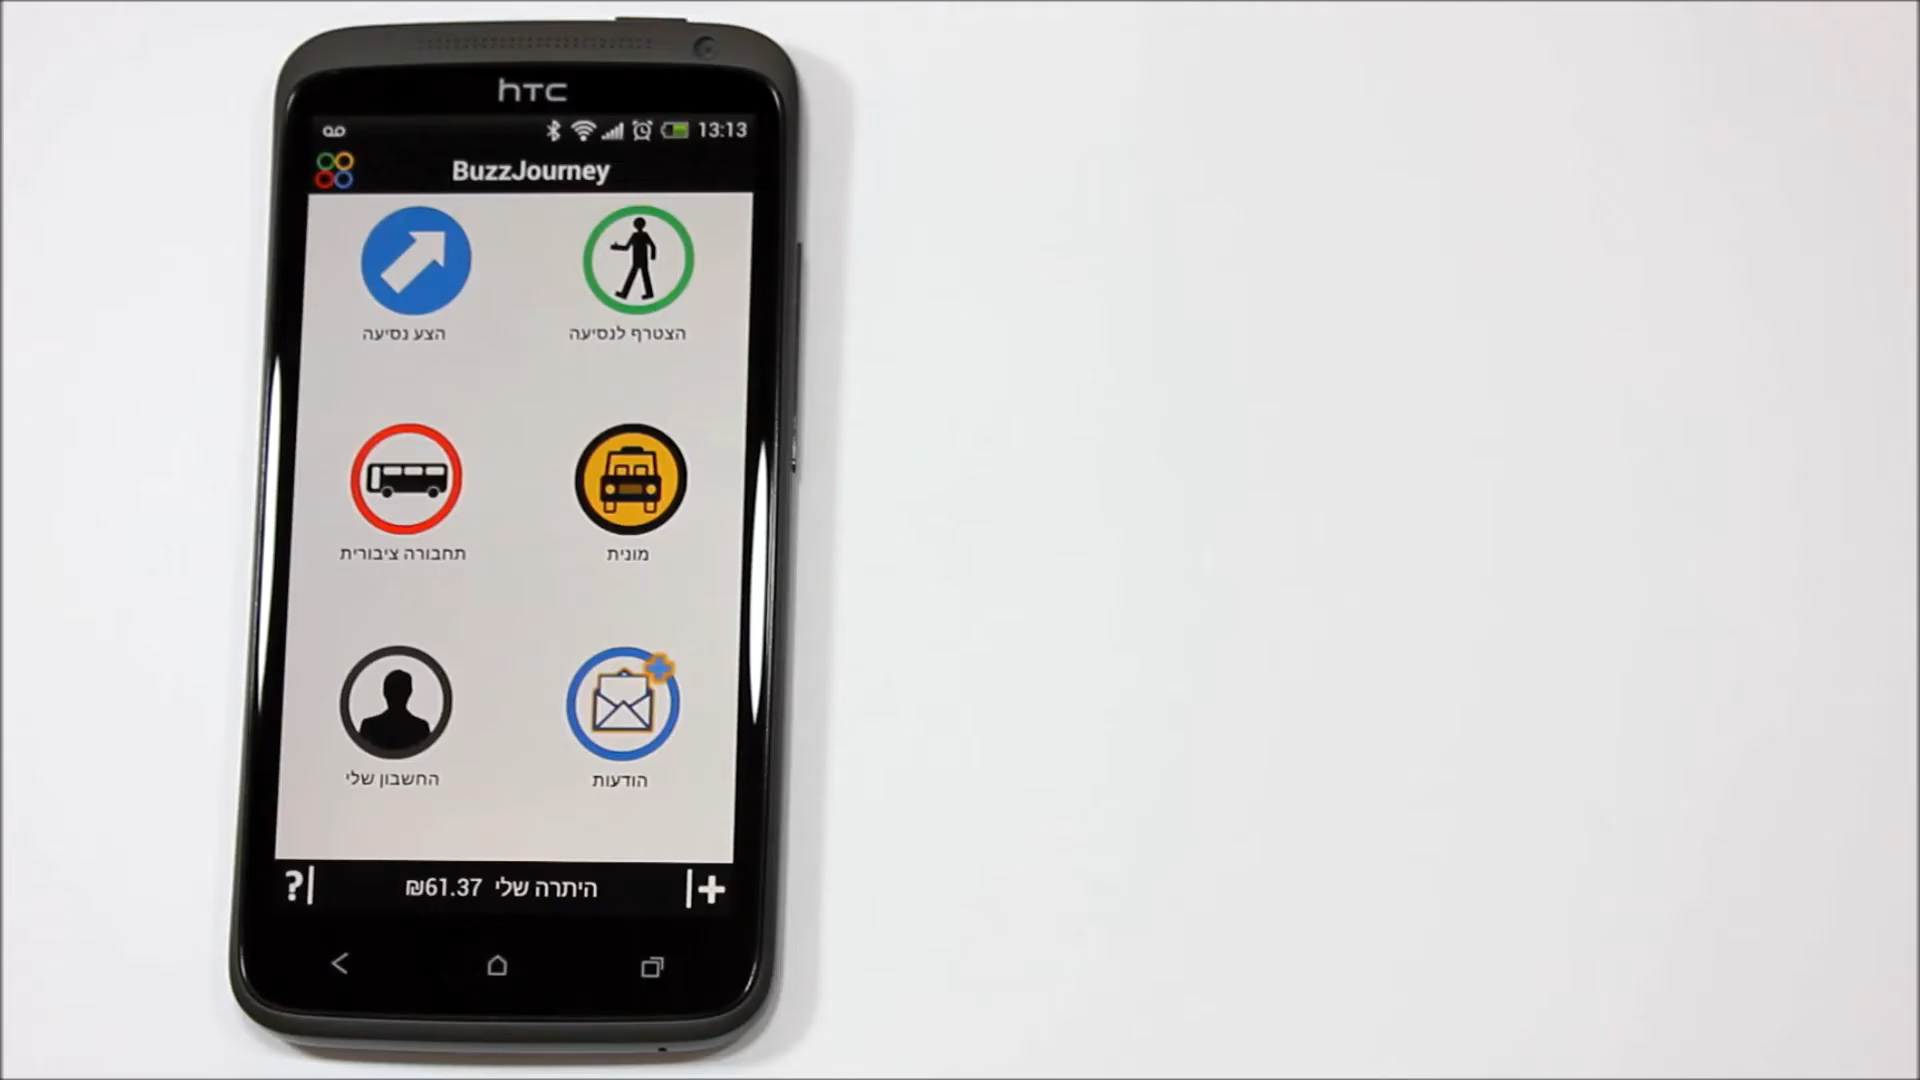 htc
13:13
BuzzJourney
הצטרף לנסיעה
הצע נסיעה
מונית
תחבורה ציבורית
הודעות
החשבון שלי
היתרה שלי ₪61.37
?|
|+